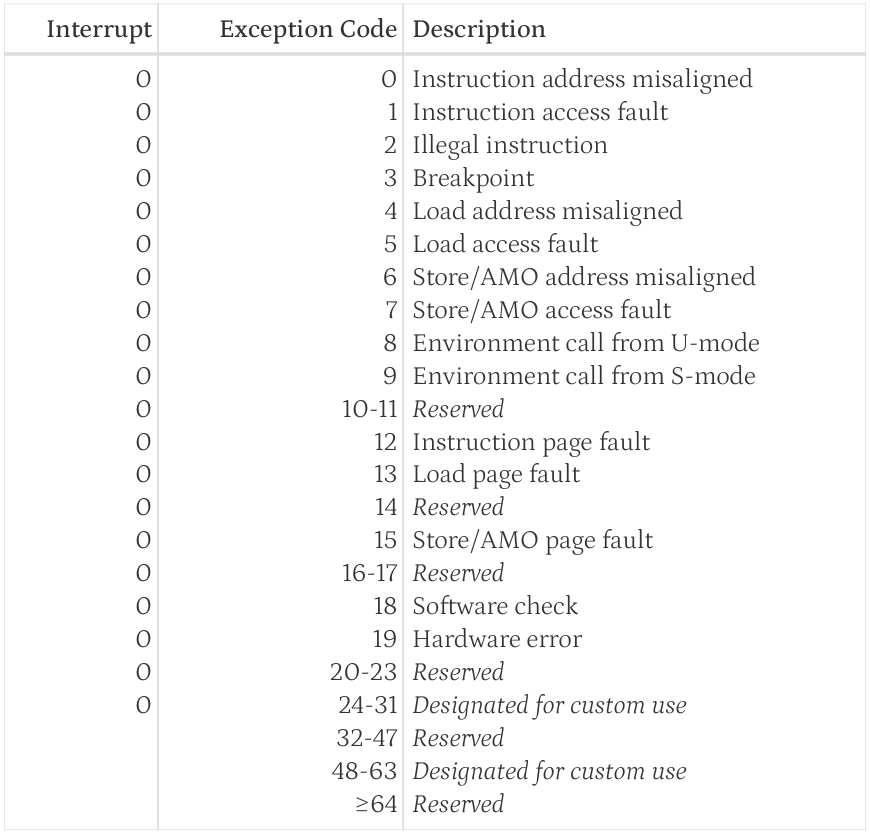 Interrupt Exception Code Description
0 0 Instruction address misaligned
0 1 Instruction access fault
0 2 Illegal instruction
0 3 Breakpoint
0 4 Load address misaligned
0 5 Load access fault
0 6 Store/AMO address misaligned
0 7 Store/AMO access fault
0 8 Environment call from U-mode
0 9 Environment call from S-mode
0 10-11 Reserved
0 12 Instruction page fault
0 13 Load page fault
0 14 Reserved
0 15 Store/AMO page fault
0 16-17 Reserved
0 18 Software check
0 19 Hardware error
0 20-23 Reserved
0 24-31 Designated for custom use
32-47 Reserved
48-63 Designated for custom use
≥64 Reserved